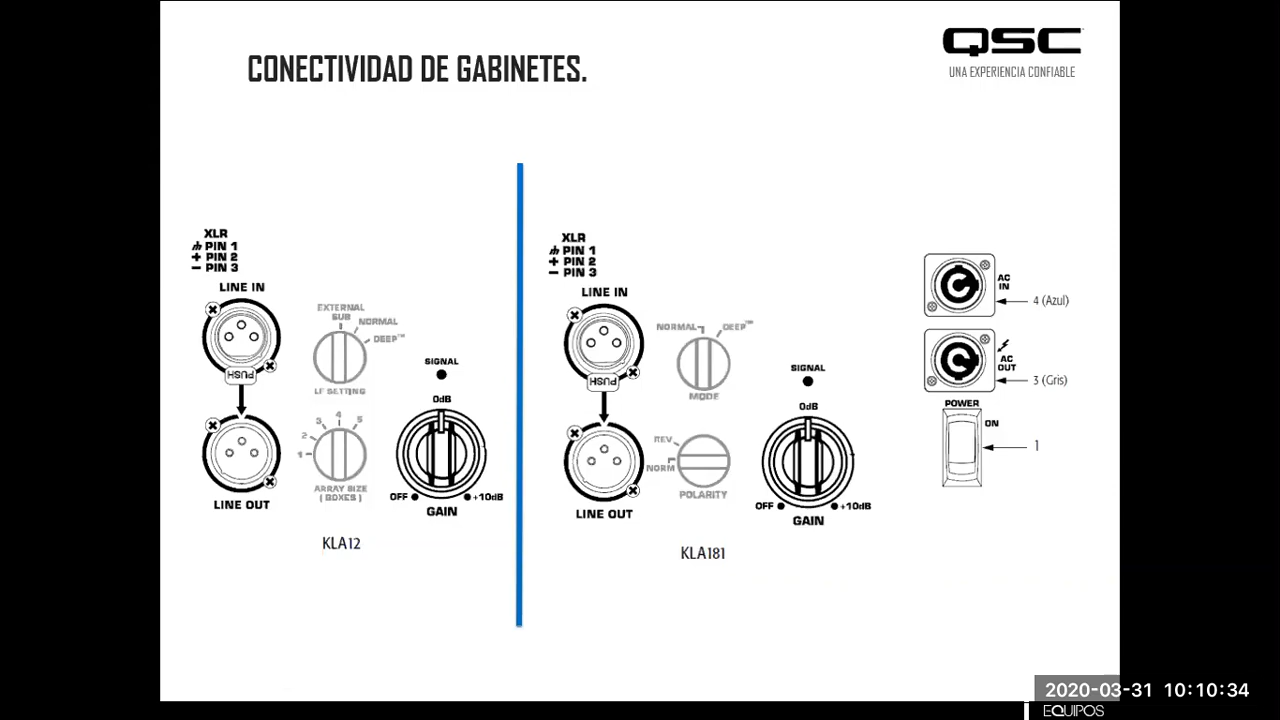 QSC
UNA EXPERIENCIA CONFIABLE
CONECTIVIDAD DE GABINETES.
XLR
PIN 1
+ PIN 2
− PIN 3
LINE IN
PUSH
LINE OUT
EXTERNAL
SUB
NORMAL
DEEP™
LF SETTING
1 2 3 4 5
ARRAY SIZE
(BOXES)
SIGNAL
0dB
OFF
+10dB
GAIN
KLA12
XLR
PIN 1
+ PIN 2
− PIN 3
LINE IN
PUSH
LINE OUT
NORMAL
DEEP™
MODE
REV
NORM
POLARITY
SIGNAL
0dB
OFF
+10dB
GAIN
KLA181
AC
IN
4 (Azul)
AC
OUT
3 (Gris)
POWER
ON
1
2020-03-31 10:10:34
EQUIPOS